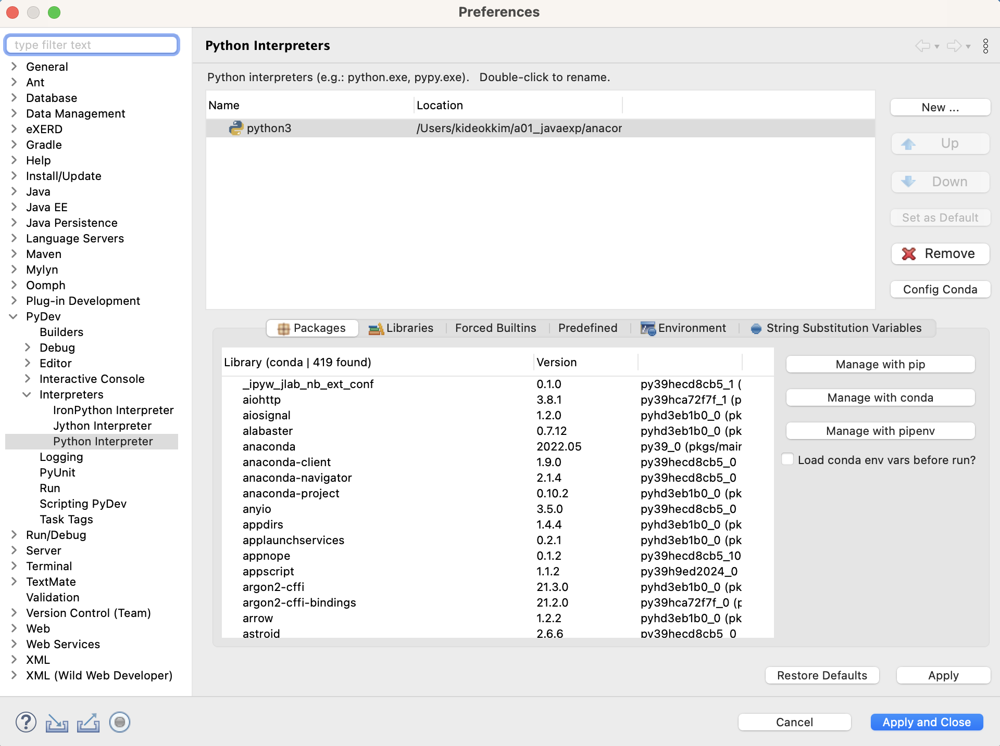 Preferences
type filter text
General
Ant
Database
Data Management
eXERD
Gradle
Help
Install/Update
Java
Java EE
Java Persistence
Language Servers
Maven
Mylyn
Oomph
Plug-in Development
PyDev
Builders
Debug
Editor
Interactive Console
Interpreters
IronPython Interpreter
Jython Interpreter
Python Interpreter
Logging
PyUnit
Run
Scripting PyDev
Task Tags
Run/Debug
Server
Terminal
TextMate
Validation
Version Control (Team)
Web
Web Services
XML
XML (Wild Web Developer)
Python Interpreters
Python interpreters (e.g.: python.exe, pypy.exe).   Double-click to rename.
Name Location
python3 /Users/kideokkim/a01_javaexp/anacor
New ...
Up
Down
Set as Default
Remove
Config Conda
Packages Libraries Forced Builtins Predefined Environment String Substitution Variables
Library (conda | 419 found) Version
_ipyw_jlab_nb_ext_conf 0.1.0 py39hecd8cb5_1 (
aiohttp 3.8.1 py39hca72f7f_1 (p
aiosignal 1.2.0 pyhd3eb1b0_0 (pk
alabaster 0.7.12 pyhd3eb1b0_0 (pk
anaconda 2022.05 py39_0 (pkgs/mair
anaconda-client 1.9.0 py39hecd8cb5_0
anaconda-navigator 2.1.4 py39hecd8cb5_0
anaconda-project 0.10.2 pyhd3eb1b0_0 (pk
anyio 3.5.0 py39hecd8cb5_0
appdirs 1.4.4 pyhd3eb1b0_0 (pk
applaunchservices 0.2.1 pyhd3eb1b0_0 (pk
appnope 0.1.2 py39hecd8cb5_10
appscript 1.1.2 py39h9ed2024_0
argon2-cffi 21.3.0 pyhd3eb1b0_0 (pk
argon2-cffi-bindings 21.2.0 py39hca72f7f_0 (p
arrow 1.2.2 pyhd3eb1b0_0 (pk
astroid 2.6.6 py39hecd8cb5_0
Manage with pip
Manage with conda
Manage with pipenv
Load conda env vars before run?
Restore Defaults Apply
Cancel Apply and Close